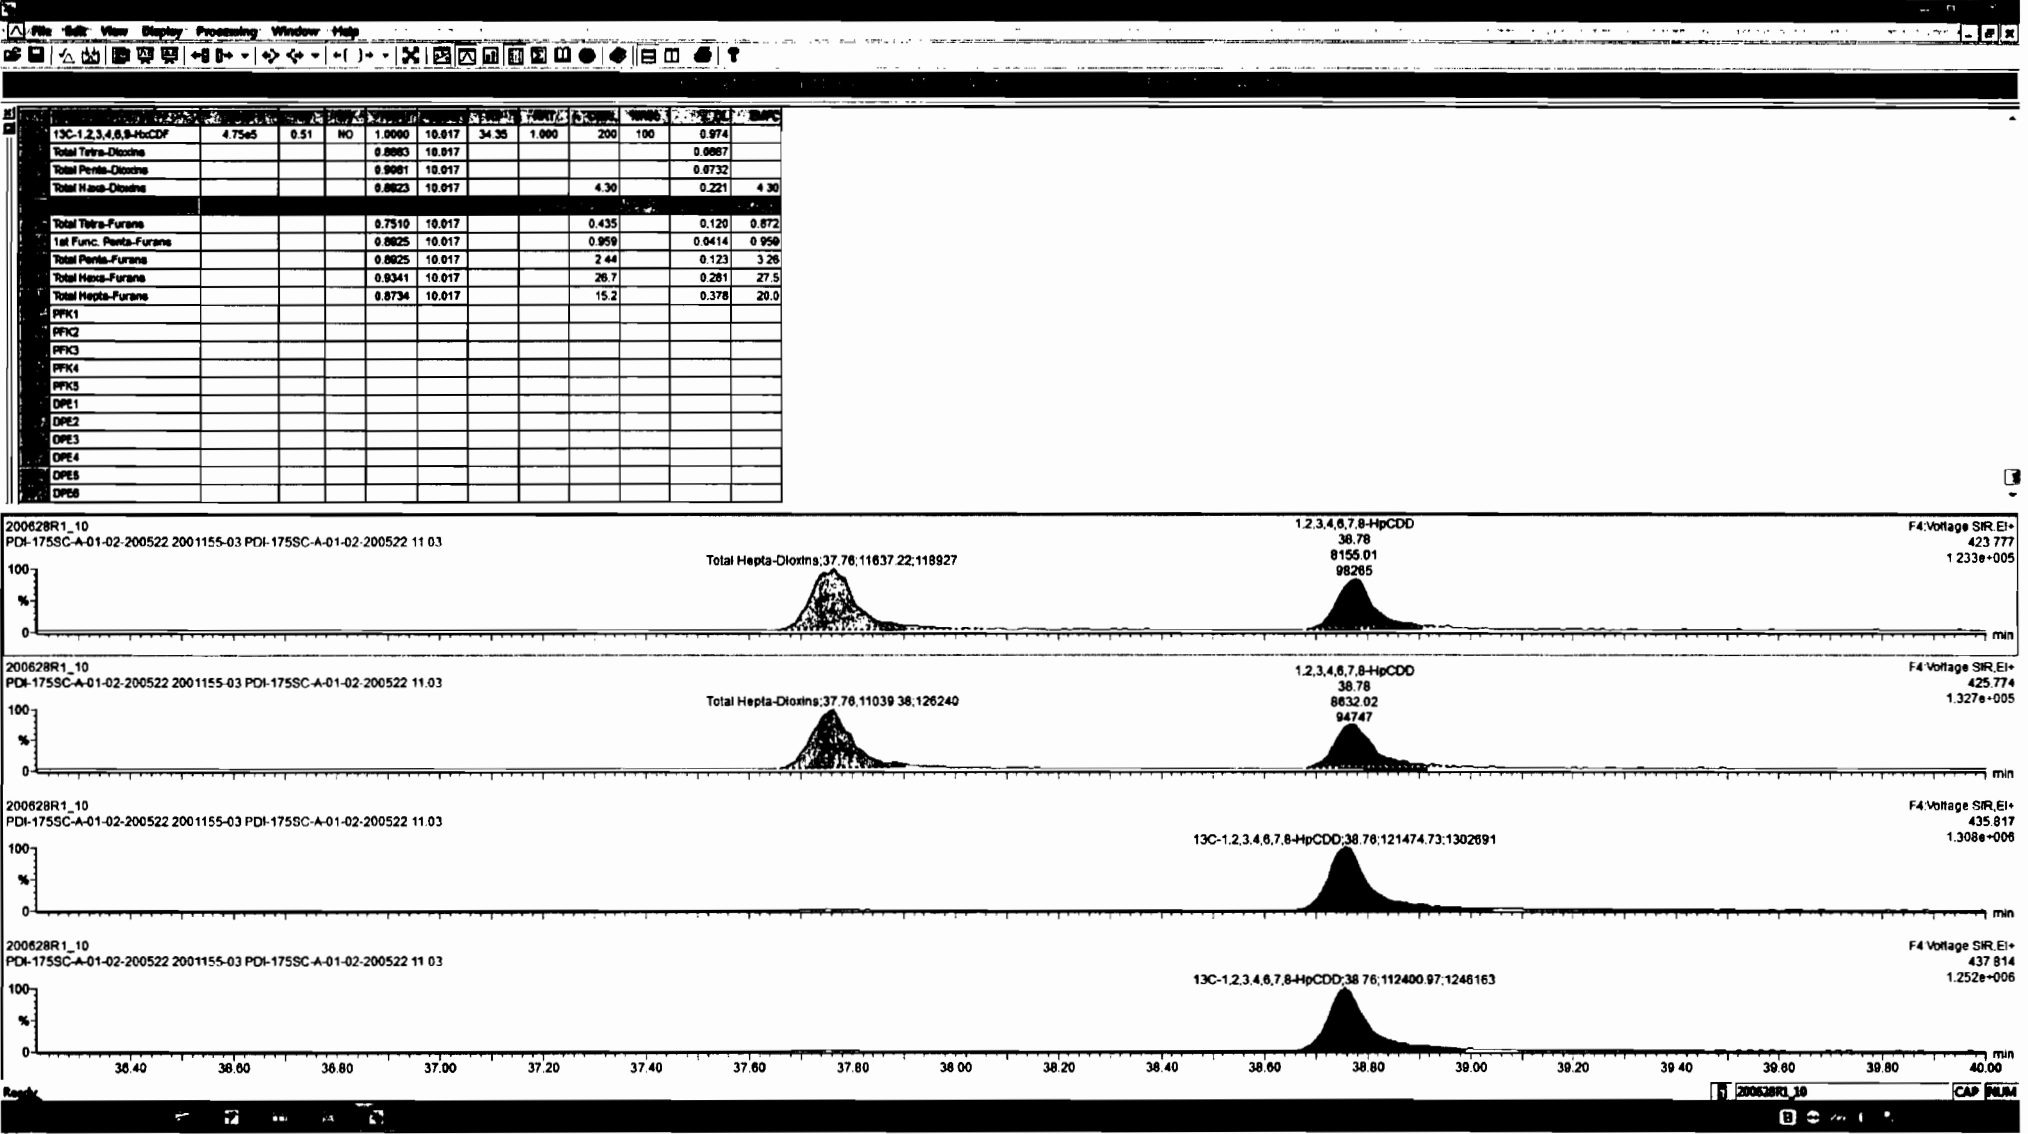 File Edit View Display Processing Window Help
13C-1,2,3,4,6,9-HxCDF 4.75e5 0.51 NO 1.0000 10.017 34.35 1.000 200 100 0.974
Total Tetra-Dioxins 10.017
Total Penta-Dioxins 0.9081 10.017 0.0732
Total Hexa-Dioxins 0.8823 10.017 4.30 0.221 4.30
Total Tetra-Furans 0.7510 10.017 0.435 0.120 0.872
1st Func. Penta-Furans 0.8925 10.017 0.959 0.0414 0.959
Total Penta-Furans 0.8925 10.017 2.44 0.123 3.26
Total Hexa-Furans 0.9341 10.017 26.7 0.281 27.5
Total Hepta-Furans 0.8734 10.017 15.2 0.378 20.0
PFK1
PFK2
PFK3
PFK4
PFK5
DPE1
DPE2
DPE3
DPE4
DPE5
DPE6
200628R1_10 1,2,3,4,6,7,8-HpCDD F4:Voltage SIR,EI+
PDI-175SC-A-01-02-200522 2001155-03 PDI-175SC-A-01-02-200522 11.03 38.78 423.777
Total Hepta-Dioxins;37.76;11637.22;118927 8155.01 1.233e+005
100 98265
%
0 min
200628R1_10 1,2,3,4,6,7,8-HpCDD F4:Voltage SIR,EI+
PDI-175SC-A-01-02-200522 2001155-03 PDI-175SC-A-01-02-200522 11.03 38.78 425.774
Total Hepta-Dioxins;37.76;11039.38;126240 8632.02 1.327e+005
100 94747
%
0 min
200628R1_10 F4:Voltage SIR,EI+
PDI-175SC-A-01-02-200522 2001155-03 PDI-175SC-A-01-02-200522 11.03 435.817
13C-1,2,3,4,6,7,8-HpCDD;38.76;121474.73;1302691 1.308e+006
100
%
0 min
200628R1_10 F4:Voltage SIR,EI+
PDI-175SC-A-01-02-200522 2001155-03 PDI-175SC-A-01-02-200522 11.03 437.814
13C-1,2,3,4,6,7,8-HpCDD;38.76;112400.97;1246163 1.252e+006
100
%
0 min
36.40 36.60 36.80 37.00 37.20 37.40 37.60 37.80 38.00 38.20 38.40 38.60 38.80 39.00 39.20 39.40 39.60 39.80 40.00
Ready 200628R1_10 CAP NUM